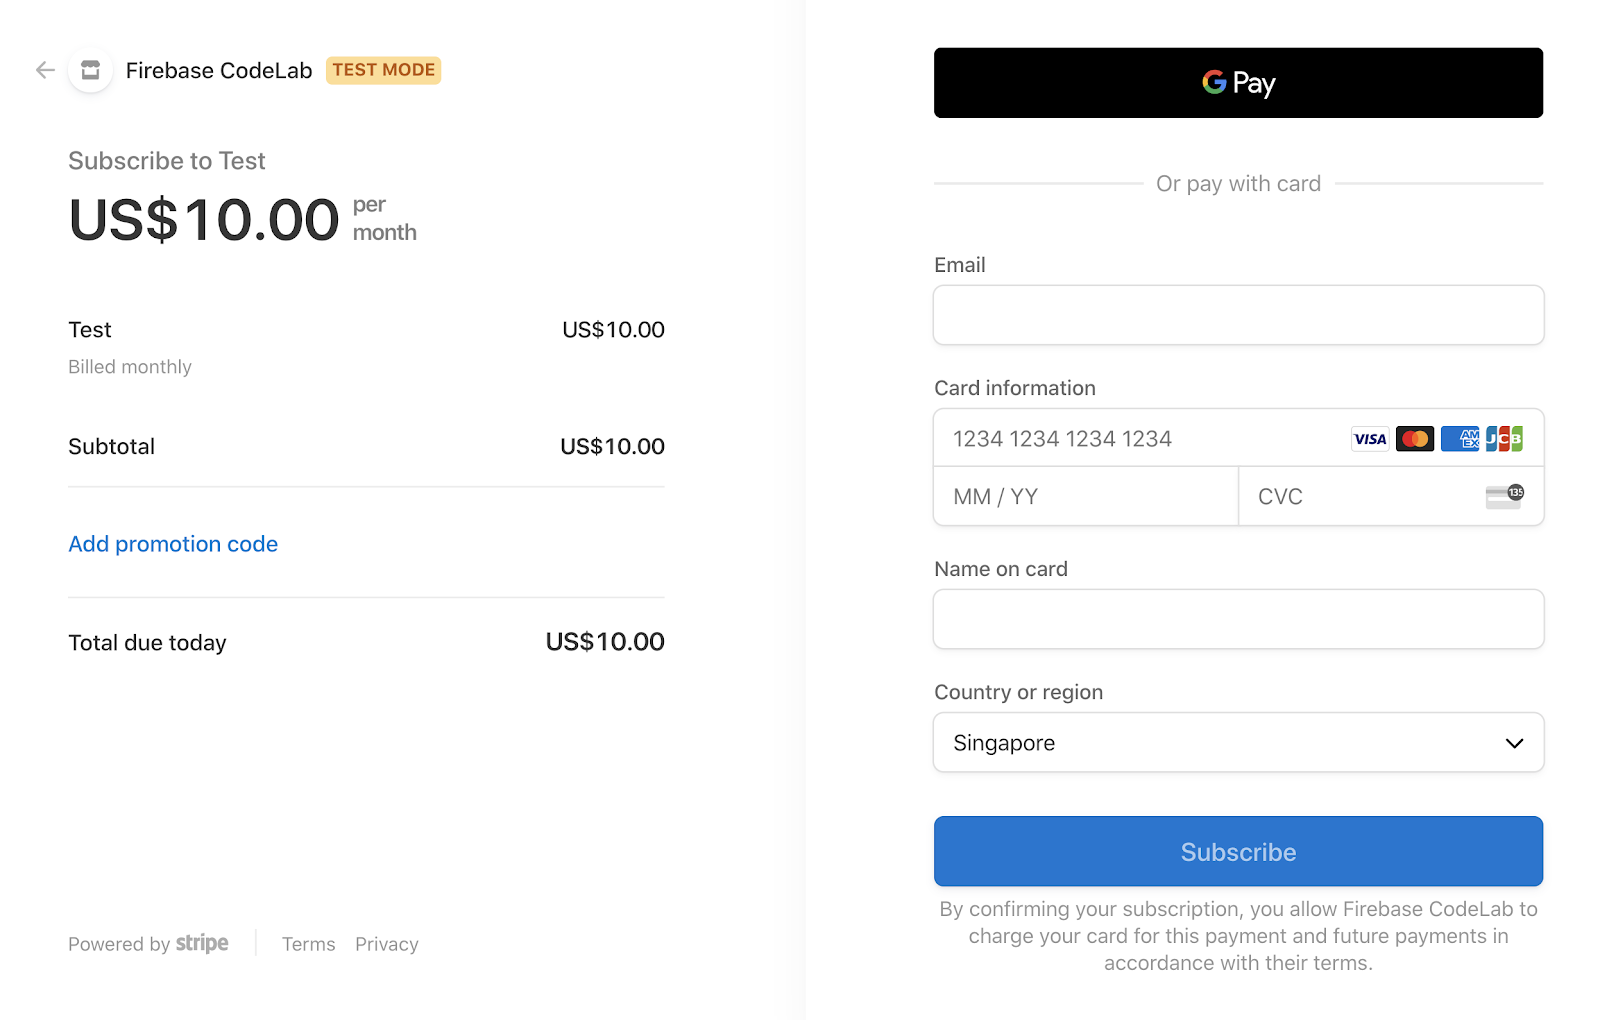 Firebase CodeLab TEST MODE
Subscribe to Test
US$10.00 per month
Test US$10.00
Billed monthly
Subtotal US$10.00
Add promotion code
Total due today US$10.00
Powered by stripe Terms Privacy
G Pay
Or pay with card
Email
Card information
1234 1234 1234 1234 VISA AM EX JCB
MM / YY CVC 135
Name on card
Country or region
Singapore
Subscribe
By confirming your subscription, you allow Firebase CodeLab to
charge your card for this payment and future payments in
accordance with their terms.